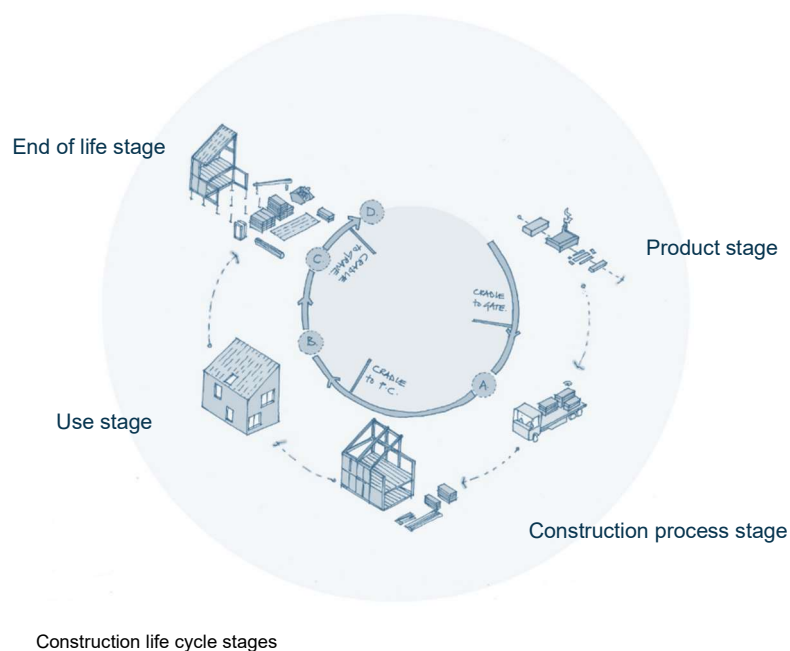 End of life stage
D.
Product stage
C
CRADLE
to GRAVE.
CRADLE
to GATE.
B.
CRADLE
to P.C.
A
Use stage
Construction process stage
Construction life cycle stages